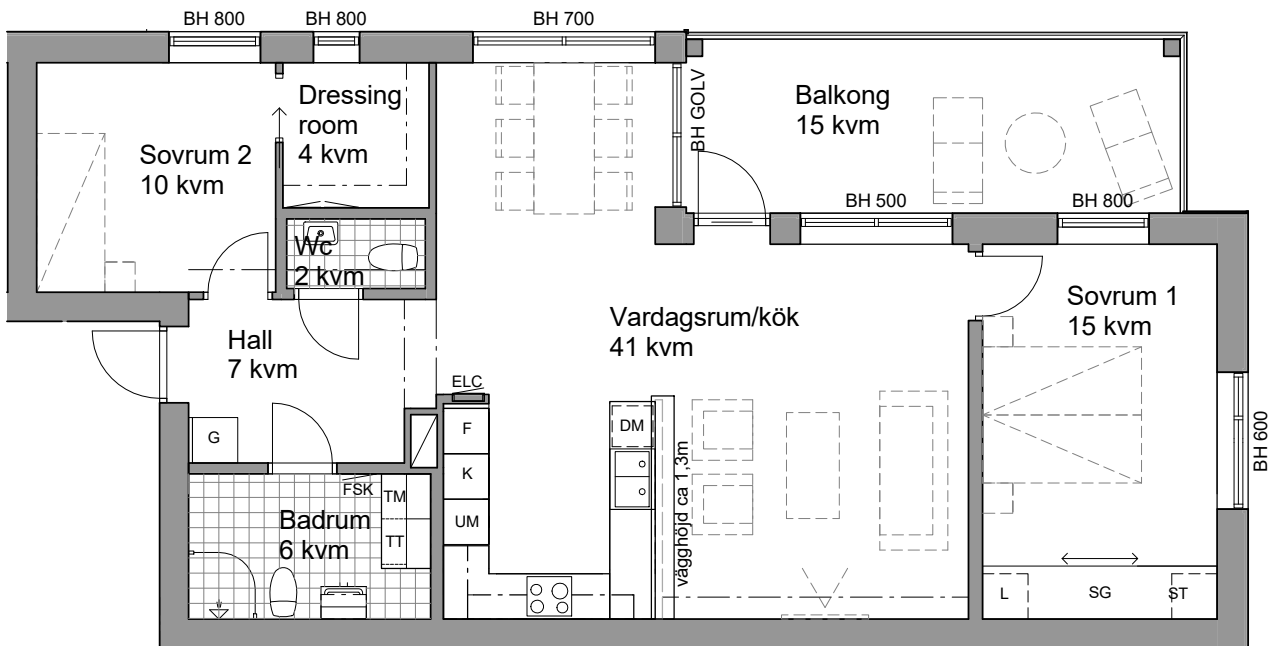 BH 800
BH 800
BH 700
Dressing
room
4 kvm
Sovrum 2
10 kvm
BH GOLV
Balkong
15 kvm
BH 500
BH 800
Wc
2 kvm
Hall
7 kvm
Vardagsrum/kök
41 kvm
Sovrum 1
15 kvm
ELC
G
F
K
UM
DM
vägghöjd ca 1,3m
BH 600
FSK
TM
TT
Badrum
6 kvm
L
SG
ST